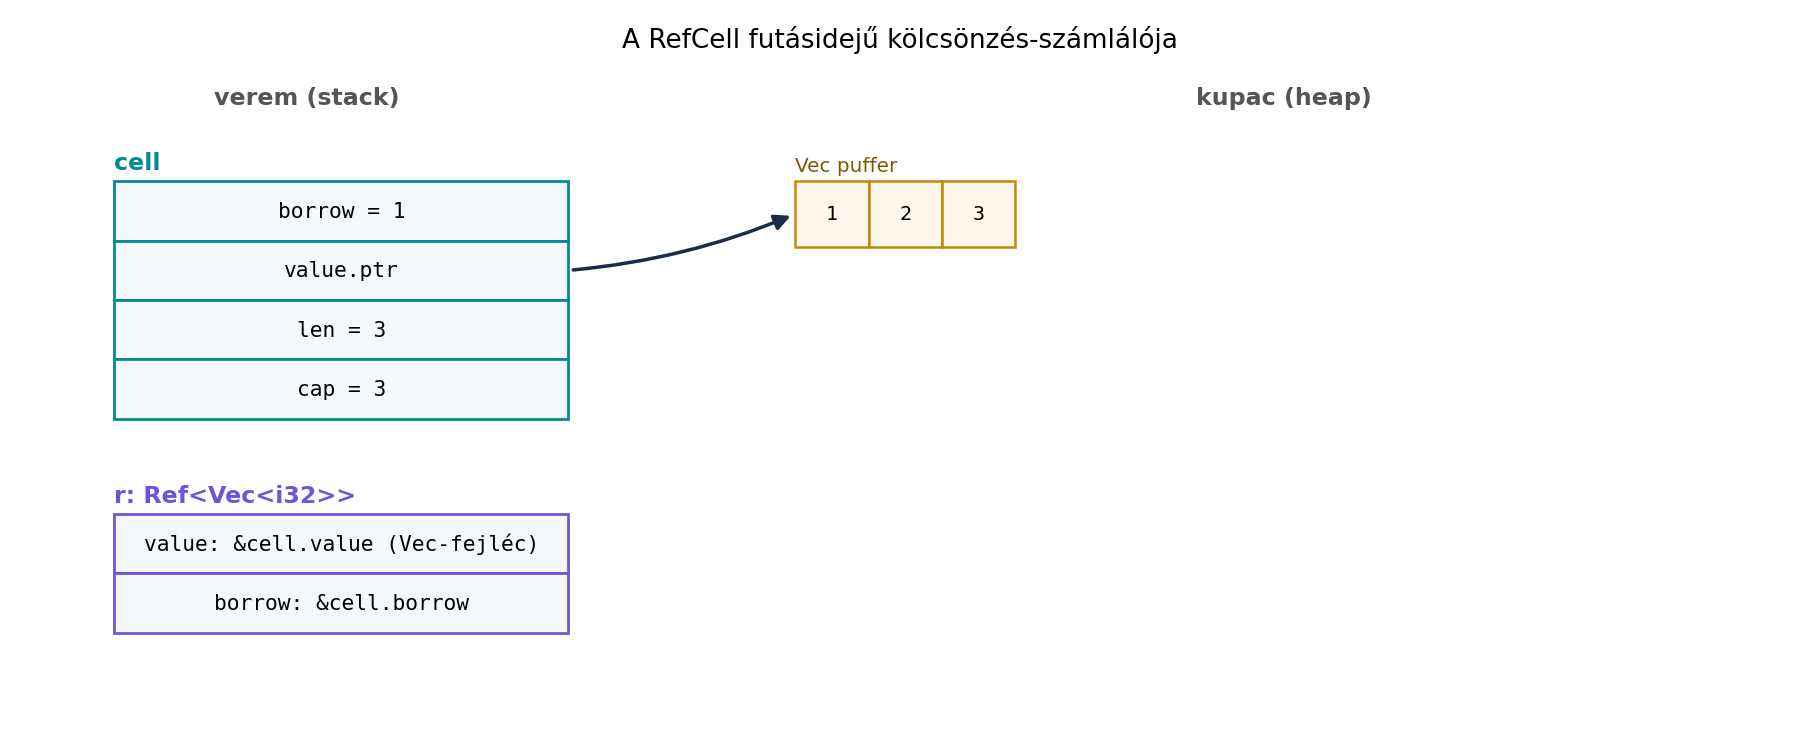 A RefCell futásidejű kölcsönzés-számlálója
verem (stack)
kupac (heap)
cell
borrow = 1
value.ptr
len = 3
cap = 3
Vec puffer
1 2 3
r: Ref<Vec<i32>>
value: &cell.value (Vec-fejléc)
borrow: &cell.borrow